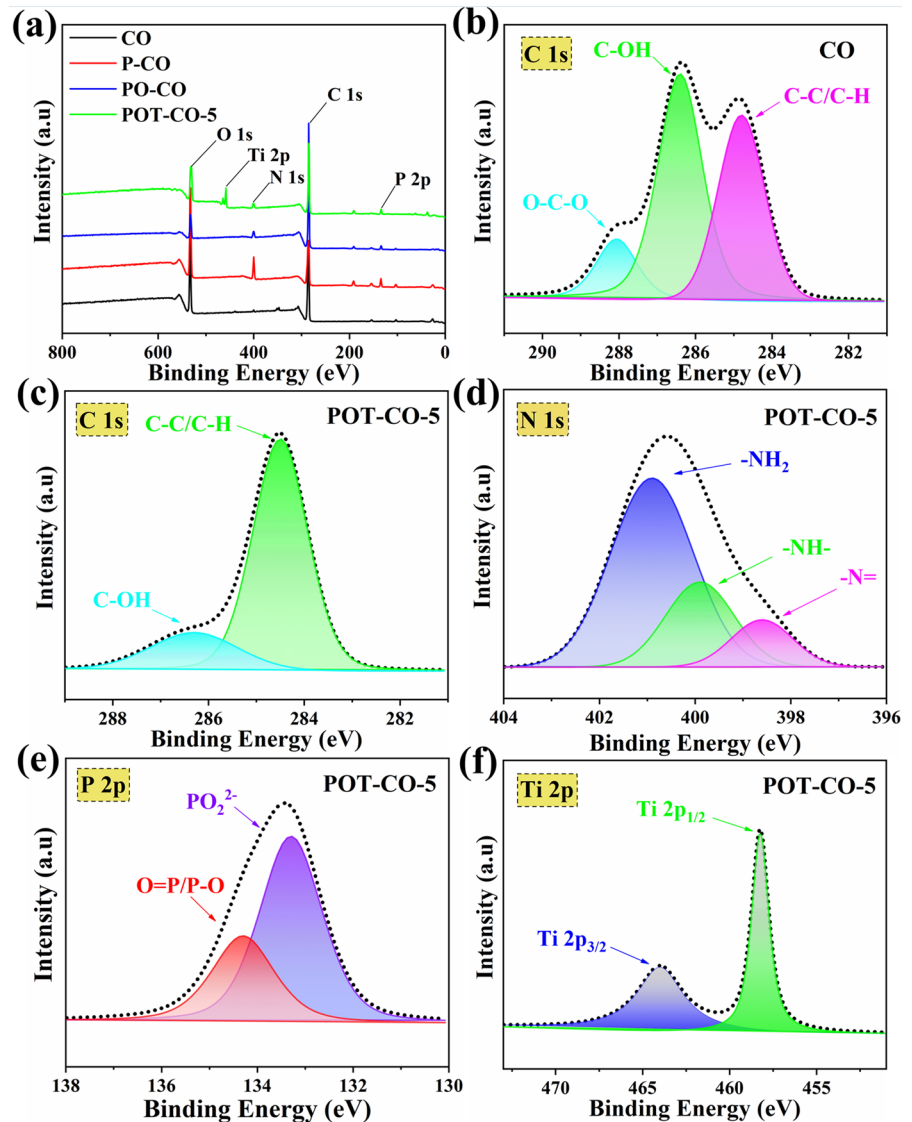 (a)
CO
P-CO
PO-CO
POT-CO-5
C 1s
O 1s
Ti 2p
N 1s
P 2p
Intensity (a.u)
800 600 400 200 0
Binding Energy (eV)
(b)
C 1s
CO
C-OH
C-C/C-H
O-C-O
Intensity (a.u)
290 288 286 284 282
Binding Energy (eV)
(c)
C 1s
POT-CO-5
C-C/C-H
C-OH
Intensity (a.u)
288 286 284 282
Binding Energy (eV)
(d)
N 1s
POT-CO-5
-NH₂
-NH-
-N=
Intensity (a.u)
404 402 400 398 396
Binding Energy (eV)
(e)
P 2p
POT-CO-5
PO₂²⁻
O=P/P-O
Intensity (a.u)
138 136 134 132 130
Binding Energy (eV)
(f)
Ti 2p
POT-CO-5
Ti 2p₁/₂
Ti 2p₃/₂
Intensity (a.u)
470 465 460 455
Binding Energy (eV)